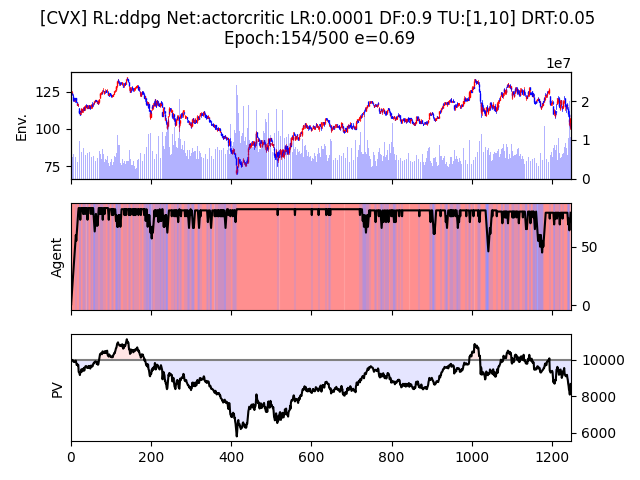 [CVX] RL:ddpg Net:actorcritic LR:0.0001 DF:0.9 TU:[1,10] DRT:0.05
Epoch:154/500 e=0.69
1e7
Env.
125
100
75
2
1
0
Agent
50
0
PV
10000
8000
6000
0 200 400 600 800 1000 1200